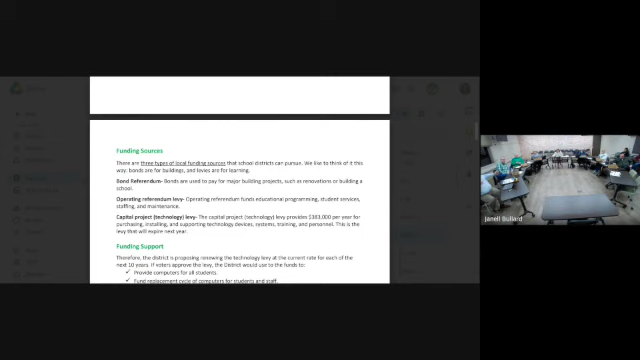 Funding Sources
There are three types of local funding sources that school districts can pursue. We like to think of it this
way: bonds are for buildings, and levies are for learning.
Bond Referendum- Bonds are used to pay for major building projects, such as renovations or building a
school.
Operating referendum levy- Operating referendum funds educational programming, student services,
staffing, and maintenance.
Capital project (technology) levy- The capital project (technology) levy provides $383,000 per year for
purchasing, installing, and supporting technology devices, systems, training, and personnel. This is the
levy that will expire next year.
Funding Support
Therefore, the district is proposing renewing the technology levy at the current rate for each of the
next 10 years. If voters approve the levy, the District would use to the funds to:
✓ Provide computers for all students.
✓ Fund replacement cycle of computers for students and staff.
Janell Bullard